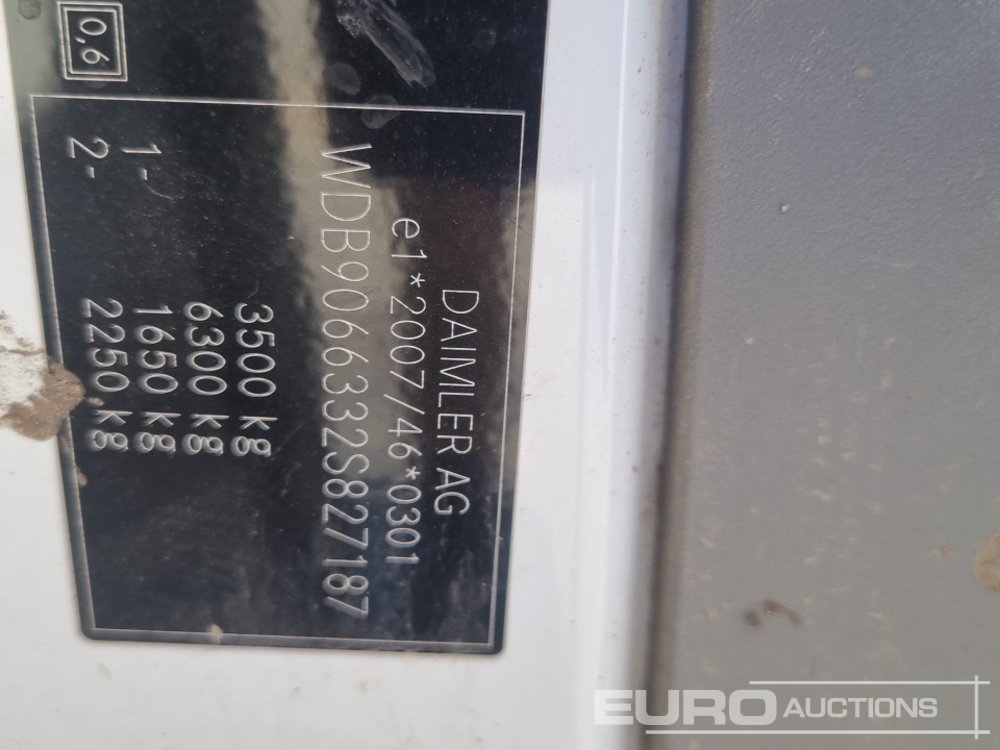 DAIMLER AG
e1*2007/46*0301
WDB9066332S827187
3500 kg
6300 kg
1- 1650 kg
2- 2250 kg
0,6
EURO AUCTIONS